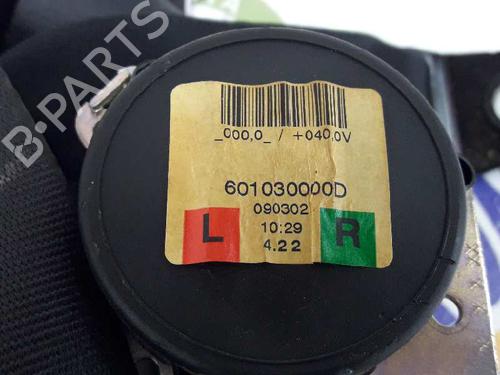 B-PARTS
_000,0_ / +040.0V
601030000D
090302
L
10:29
R
4.22